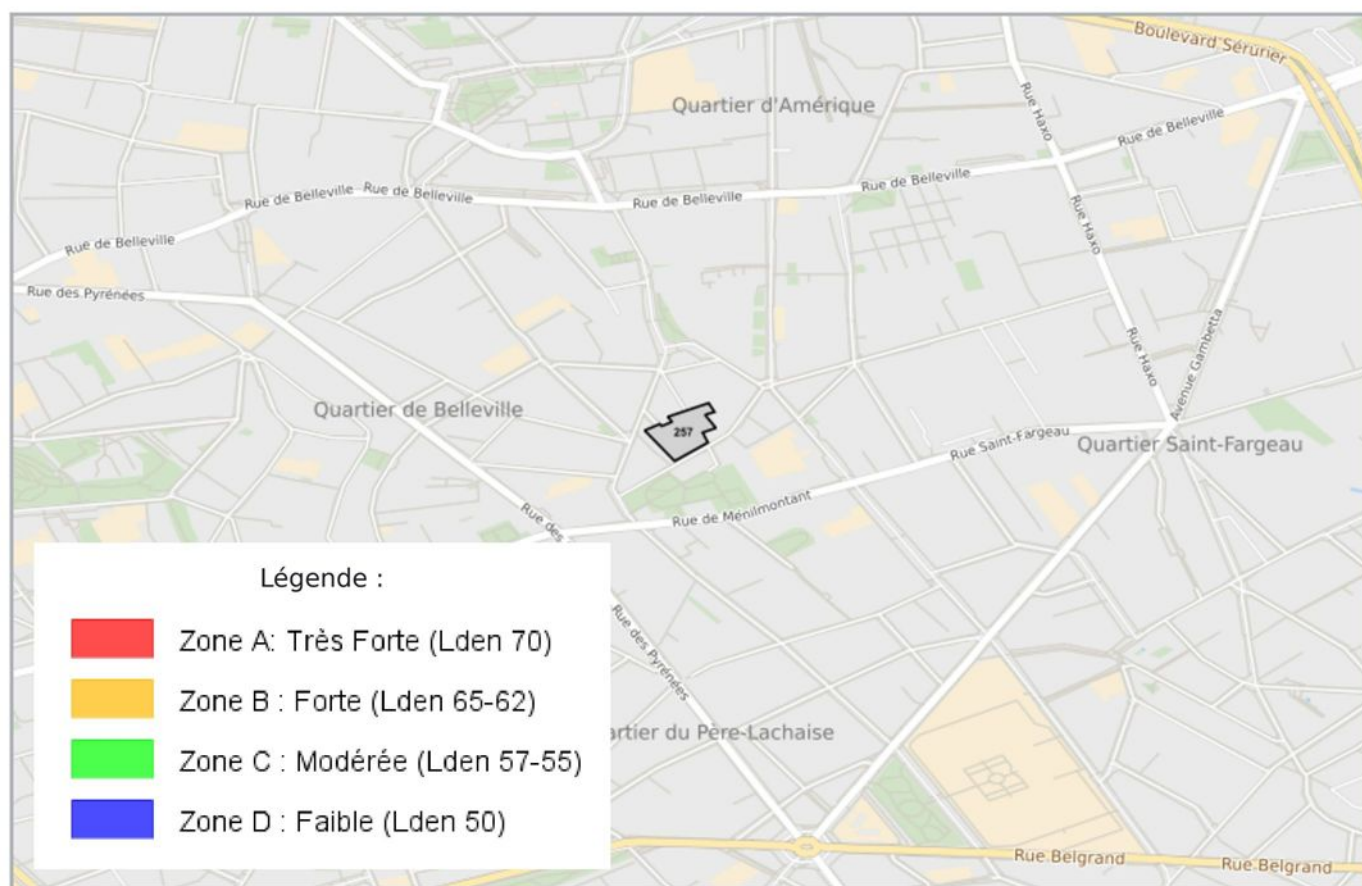 Boulevard Sérurier
Quartier d'Amérique
Rue Haxo
Rue de Belleville
Rue de Belleville
Rue de Belleville
Rue de Belleville
Rue de Belleville
Rue de Belleville
Rue Haxo
Rue des Pyrénées
Rue Haxo
Avenue Gambetta
Quartier de Belleville
257
Rue Saint-Fargeau
Quartier Saint-Fargeau
Rue de Ménilmontant
Rue des
Légende :
Zone A: Très Forte (Lden 70)
Zone B : Forte (Lden 65-62)
Zone C : Modérée (Lden 57-55)
Zone D : Faible (Lden 50)
Rue des Pyrénées
artier du Père-Lachaise
Rue Belgrand
Rue Belgrand